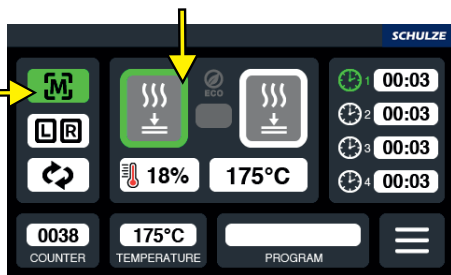 SCHULZE
M
ECO
1 00:03
L R
2 00:03
3 00:03
18% 175°C
4 00:03
0038 175°C
COUNTER TEMPERATURE PROGRAM